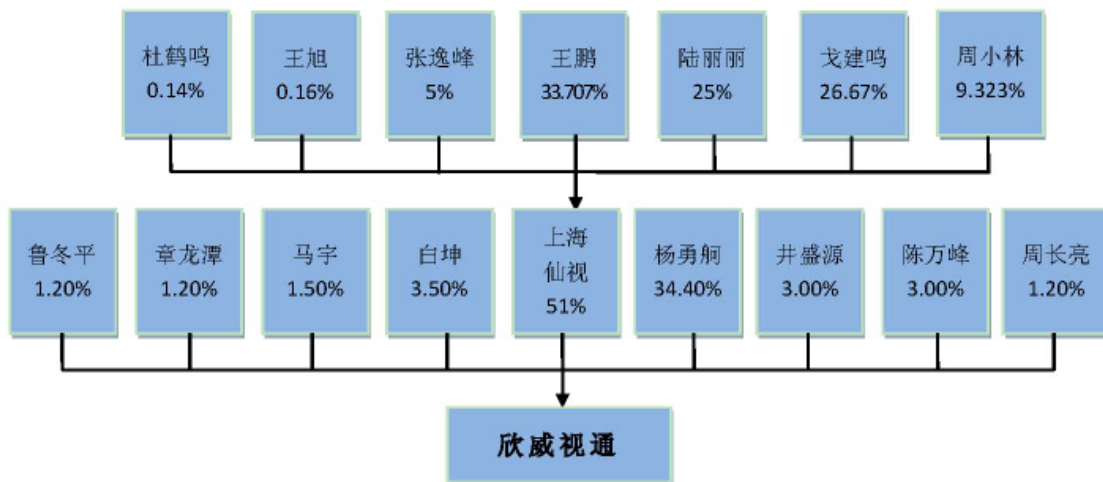 杜鹤鸣
0.14%
王旭
0.16%
张逸峰
5%
王鹏
33.707%
陆丽丽
25%
戈建鸣
26.67%
周小林
9.323%
鲁冬平
1.20%
章龙潭
1.20%
马宇
1.50%
白坤
3.50%
上海
仙视
51%
杨勇舸
34.40%
井盛源
3.00%
陈万峰
3.00%
周长亮
1.20%
欣威视通